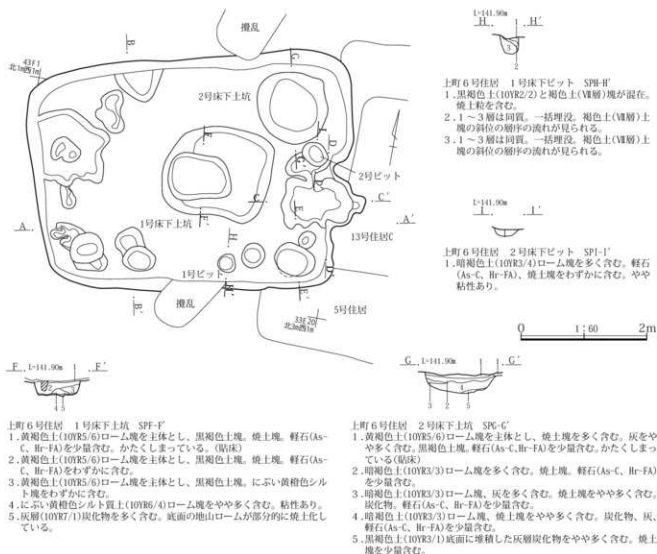 攪乱
43F1
北1m西1m
2号床下土坑
2号ピット
13号住居C
1号床下土坑
1号ピット
攪乱
5号住居
33E20
B
B′
G
G′
F
F′
E
E′
H
H′
I
I′
D
D′
C
C′
A
A′
L=141.90m
H H′
3
2
上町6号住居 1号床下ピット SPH-H′
1.黒褐色土(10YR2/2)と褐色土(Ⅶ層)塊が混在。
焼土粒を含む。
2.1～3層は同質。一括埋没。褐色土(Ⅶ層)土
塊の斜位の層序の流れが見られる。
3.1～3層は同質。一括埋没。褐色土(Ⅶ層)土
塊の斜位の層序の流れが見られる。
L=141.90m
I I′
上町6号住居 2号床下ピット SPI-I′
1.暗褐色土(10YR3/4)ローム塊を多く含む。軽石
(As-C、Hr-FA)、焼土塊をわずかに含む。やや
粘性あり。
0 1:60 2m
F L=141.90m F′
4 5
上町6号住居 1号床下土坑 SPF-F′
1.黄褐色土(10YR5/6)ローム塊を主体とし、黒褐色土塊。焼土塊。軽石(As-
C、Hr-FA)を少量含む。かたくしまっている。(貼床)
2.黄褐色土(10YR5/6)ローム塊を主体とし、黒褐色土塊。焼土塊。軽石(As-
C、Hr-FA)をわずかに含む。
3.黄褐色土(10YR5/6)ローム塊を主体とし、黒褐色土塊。にぶい黄橙色シル
ト塊をわずかに含む。
4.にぶい黄橙色シルト質土(10YR6/4)ローム塊をやや多く含む。粘性あり。
5.灰層(10YR7/1)炭化物を多く含む。底面の地山ロームが部分的に焼土化し
ている。
G L=141.90m G′
4
3 2 5
上町6号住居 2号床下土坑 SPG-G′
1.黄褐色土(10YR5/6)ローム塊を主体とし、焼土塊を多く含む。灰をや
や多く含む。黒褐色土塊。軽石(As-C,Hr-FA)を少量含む。かたくしまっ
ている(貼床)
2.暗褐色土(10YR3/3)ローム塊を多く含む。焼土塊。軽石(As-C、Hr-FA)
を少量含む。
3.暗褐色土(10YR3/3)ローム塊、灰を多く含む。焼土塊をやや多く含む。
炭化物。軽石(As-C、Hr-FA)を少量含む。
4.暗褐色土(10YR3/3)ローム塊、焼土塊をやや多く含む。炭化物、灰、
軽石(As-C、Hr-FA)を少量含む。
5.黒褐色土(10YR3/1)底面に堆積した灰層炭化物をやや多く含む。焼土
塊を少量含む。